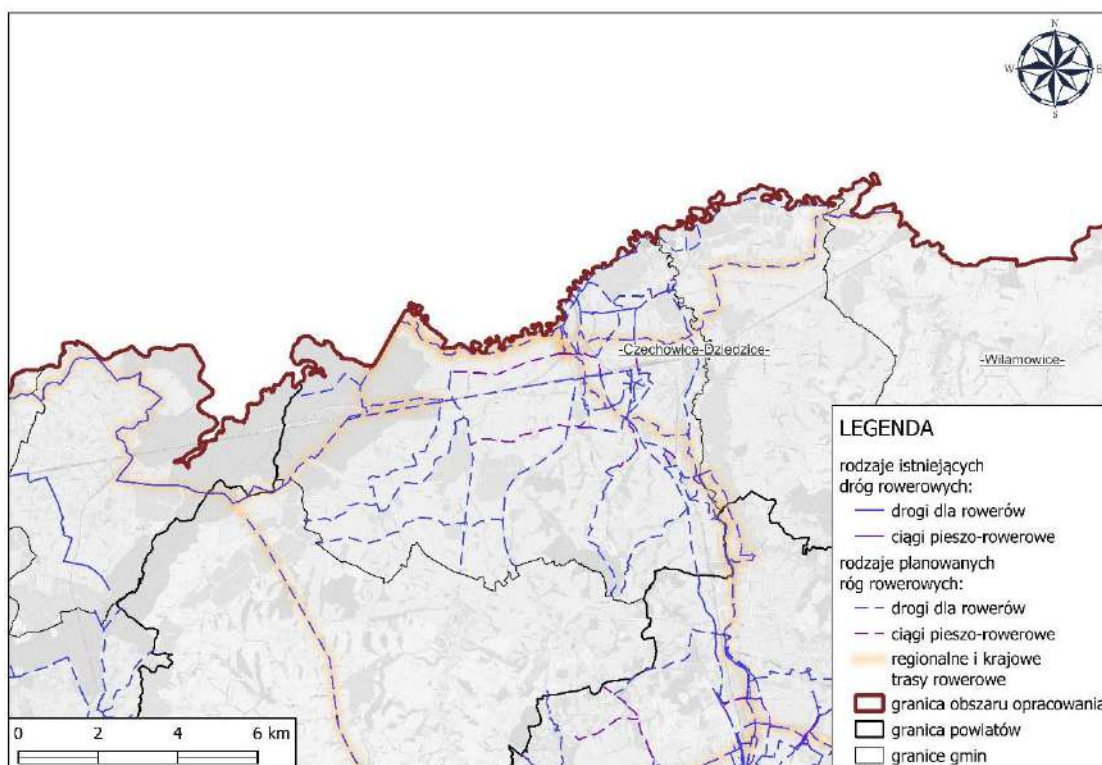 N
W E
S
-Czechowice-Dziedzice-
-Wilamowice-
LEGENDA
rodzaje istniejących
dróg rowerowych:
drogi dla rowerów
ciągi pieszo-rowerowe
rodzaje planowanych
róg rowerowych:
drogi dla rowerów
ciągi pieszo-rowerowe
regionalne i krajowe
trasy rowerowe
granica obszaru opracowania
granica powiatów
granice gmin
0 2 4 6 km